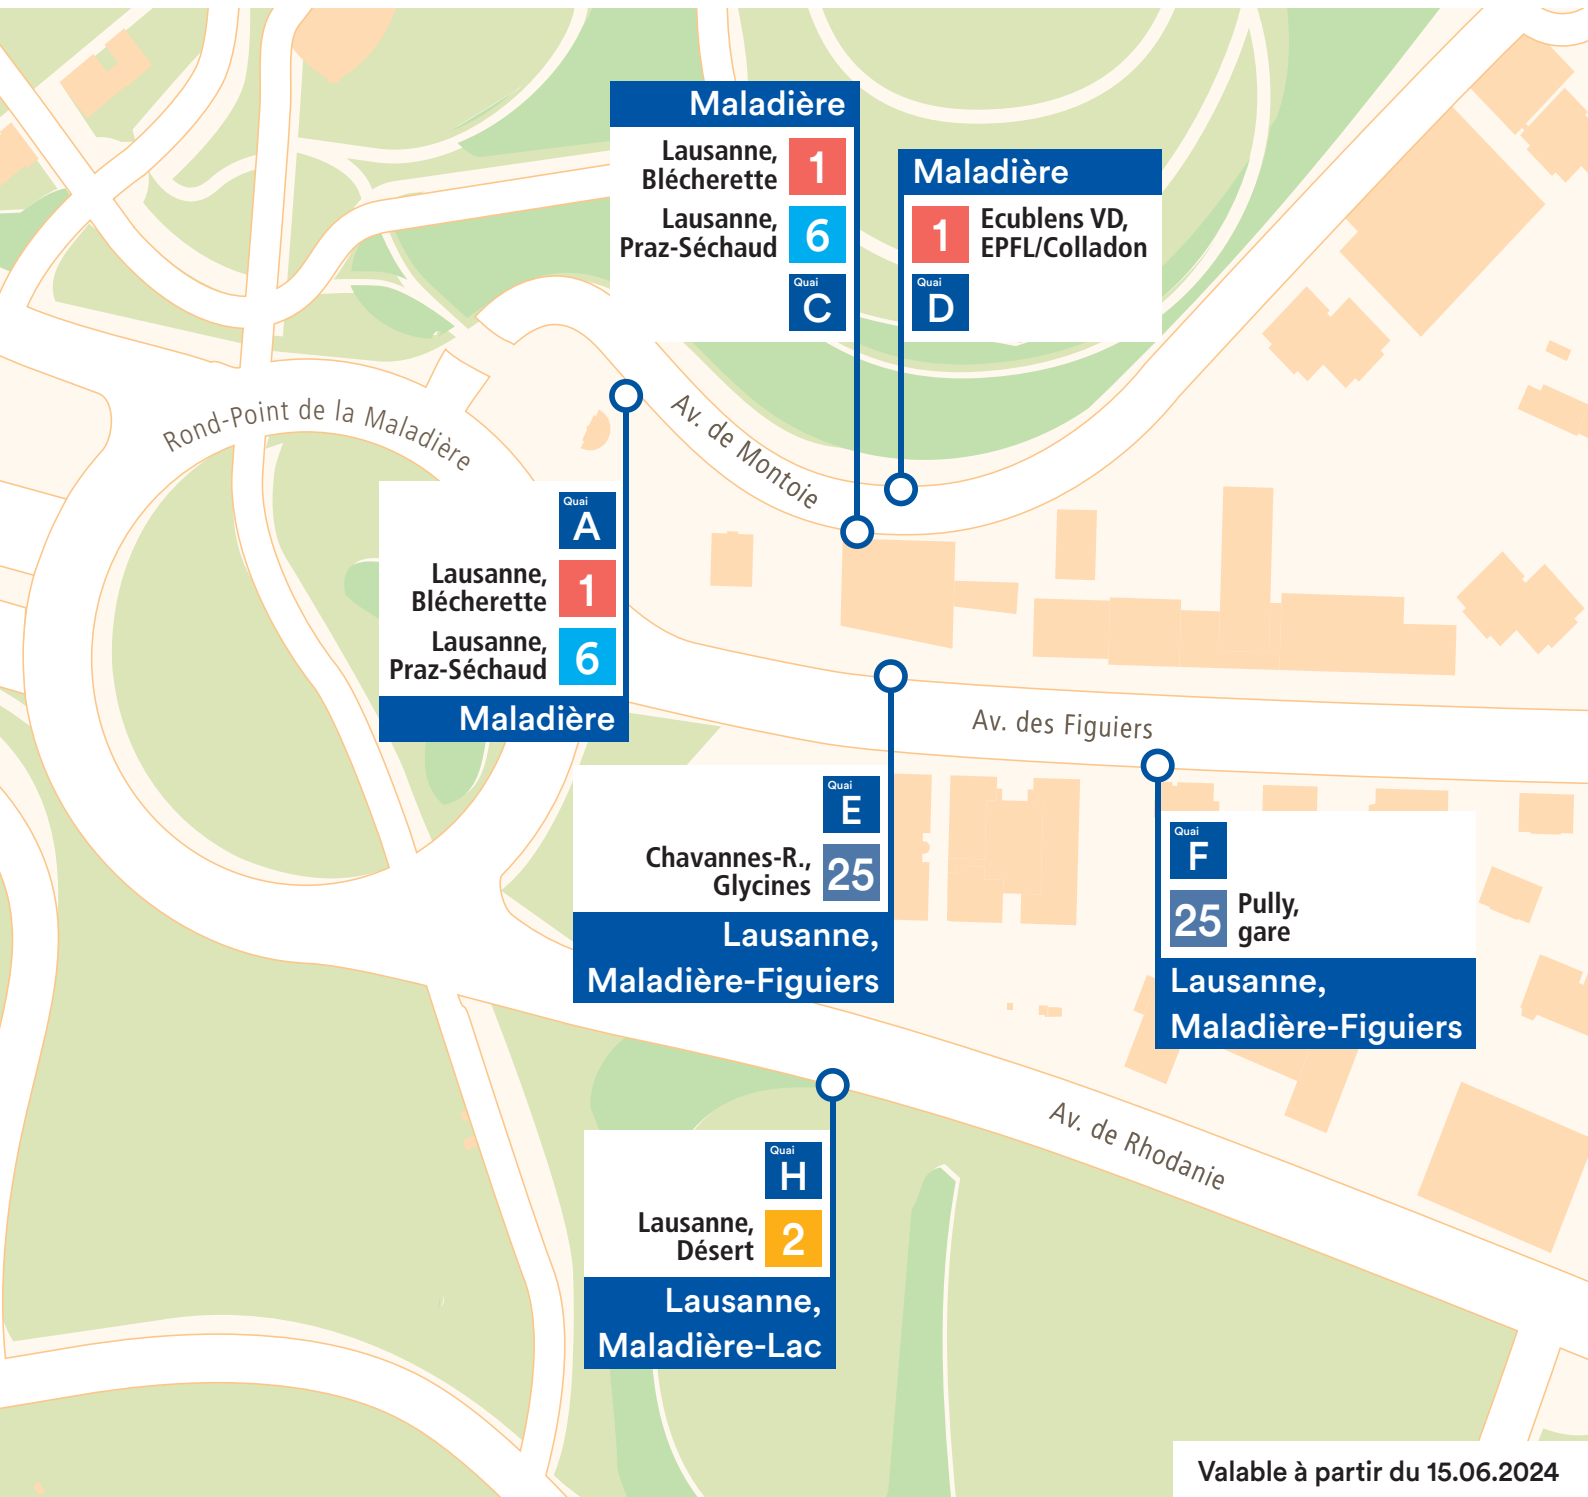 Maladière
Lausanne,
Blécherette
1
Lausanne,
Praz-Séchaud
6
Quai
C
Maladière
1
Ecublens VD,
EPFL/Colladon
Quai
D
Rond-Point de la Maladière
Av. de Montoie
Quai
A
Lausanne,
Blécherette
1
Lausanne,
Praz-Séchaud
6
Maladière
Av. des Figuiers
Quai
E
Chavannes-R.,
Glycines
25
Lausanne,
Maladière-Figuiers
Quai
F
25
Pully,
gare
Lausanne,
Maladière-Figuiers
Av. de Rhodanie
Quai
H
Lausanne,
Désert
2
Lausanne,
Maladière-Lac
Valable à partir du 15.06.2024